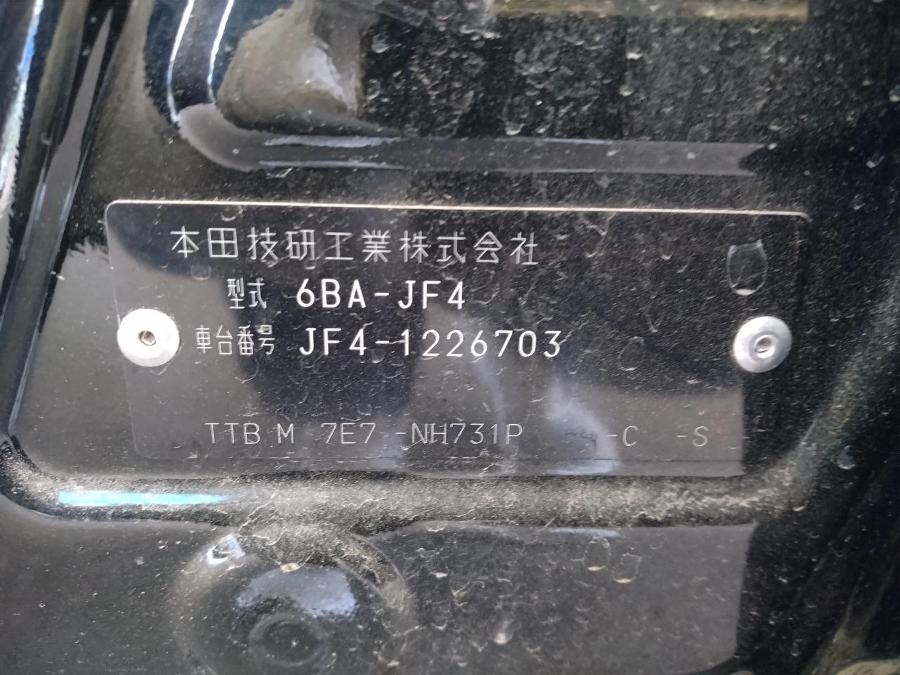 本田技研工業株式会社
型式 6BA-JF4
車台番号 JF4-1226703
TTB M 7E7 -NH731P - -C -S